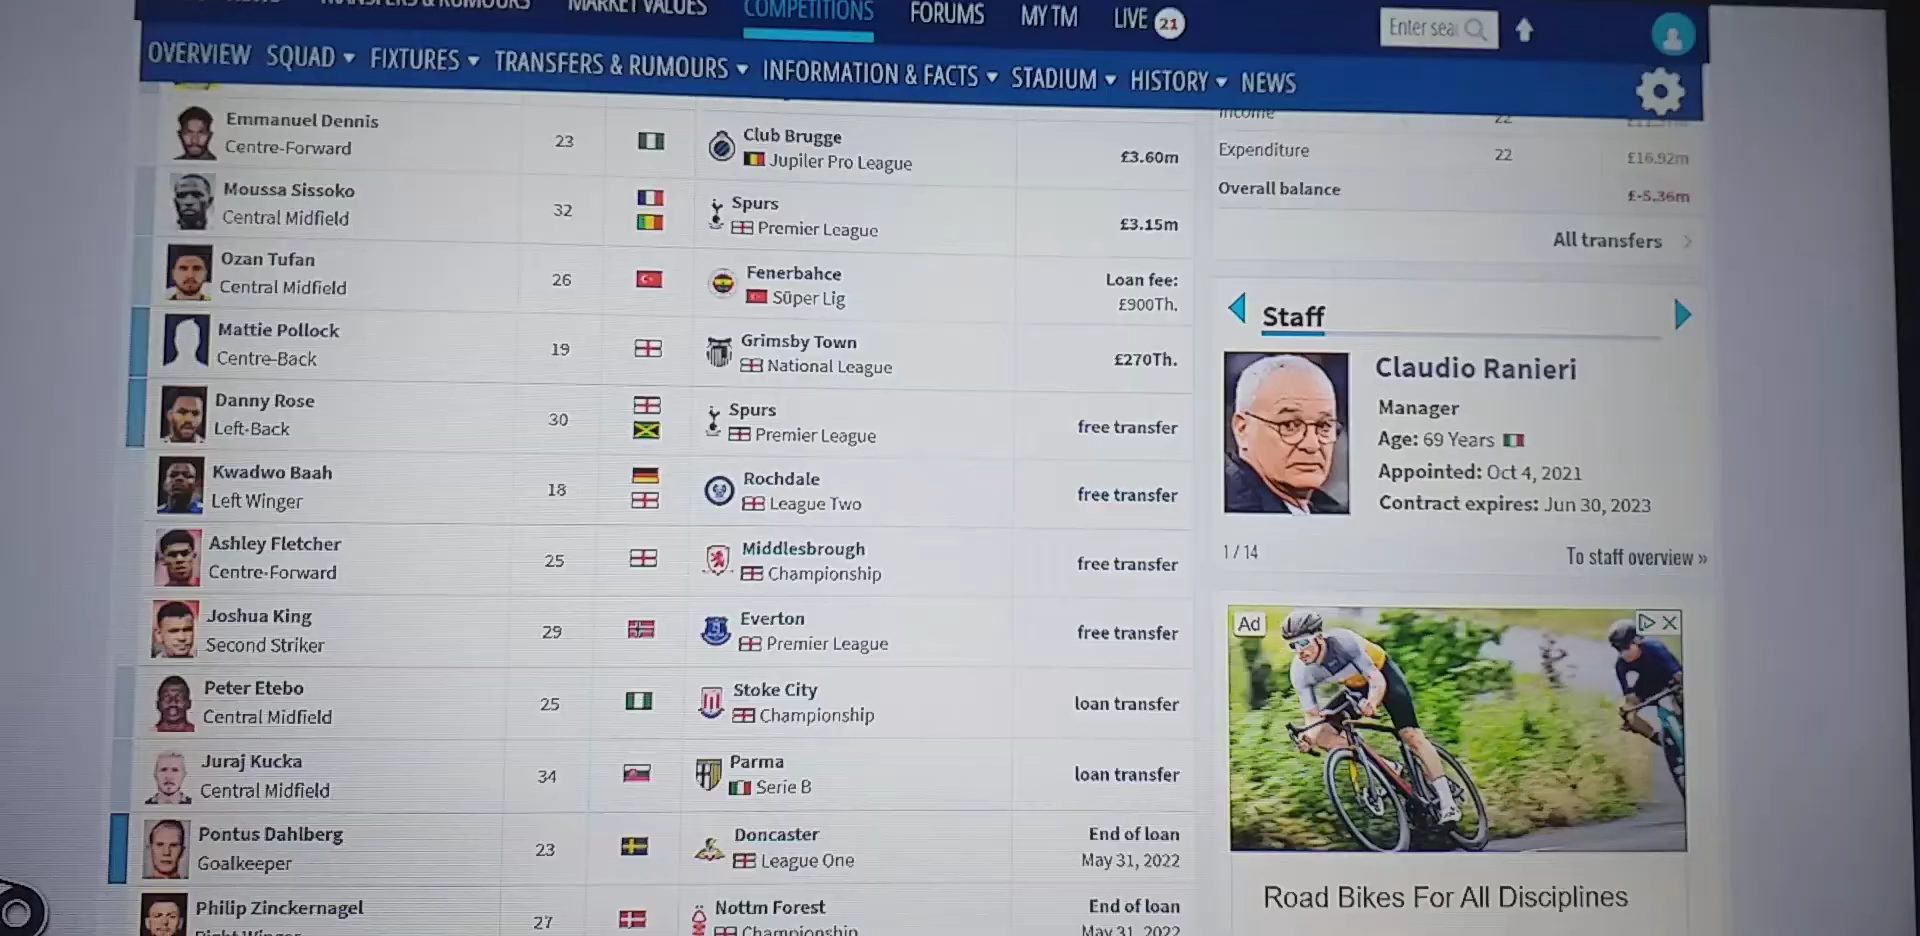 MARKET VALUES
COMPETITIONS
FORUMS
MY TM
LIVE 21
Enter sea
OVERVIEW SQUAD FIXTURES TRANSFERS & RUMOURS INFORMATION & FACTS STADIUM HISTORY NEWS
Emmanuel Dennis
Centre-Forward
23
Club Brugge
Jupiler Pro League
£3.60m
Moussa Sissoko
Central Midfield
32
Spurs
Premier League
£3.15m
Ozan Tufan
Central Midfield
26
Fenerbahce
Süper Lig
Loan fee:
£900Th.
Mattie Pollock
Centre-Back
19
Grimsby Town
National League
£270Th.
Danny Rose
Left-Back
30
Spurs
Premier League
free transfer
Kwadwo Baah
Left Winger
18
Rochdale
League Two
free transfer
Ashley Fletcher
Centre-Forward
25
Middlesbrough
Championship
free transfer
Joshua King
Second Striker
29
Everton
Premier League
free transfer
Peter Etebo
Central Midfield
25
Stoke City
Championship
loan transfer
Juraj Kucka
Central Midfield
34
Parma
Serie B
loan transfer
Pontus Dahlberg
Goalkeeper
23
Doncaster
League One
End of loan
May 31, 2022
Philip Zinckernagel
27
Nottm Forest
Championship
End of loan
May 31, 2022
Income 22
Expenditure 22 £16.92m
Overall balance £-5.36m
All transfers
Staff
Claudio Ranieri
Manager
Age: 69 Years
Appointed: Oct 4, 2021
Contract expires: Jun 30, 2023
1 / 14
To staff overview »
Ad
Road Bikes For All Disciplines